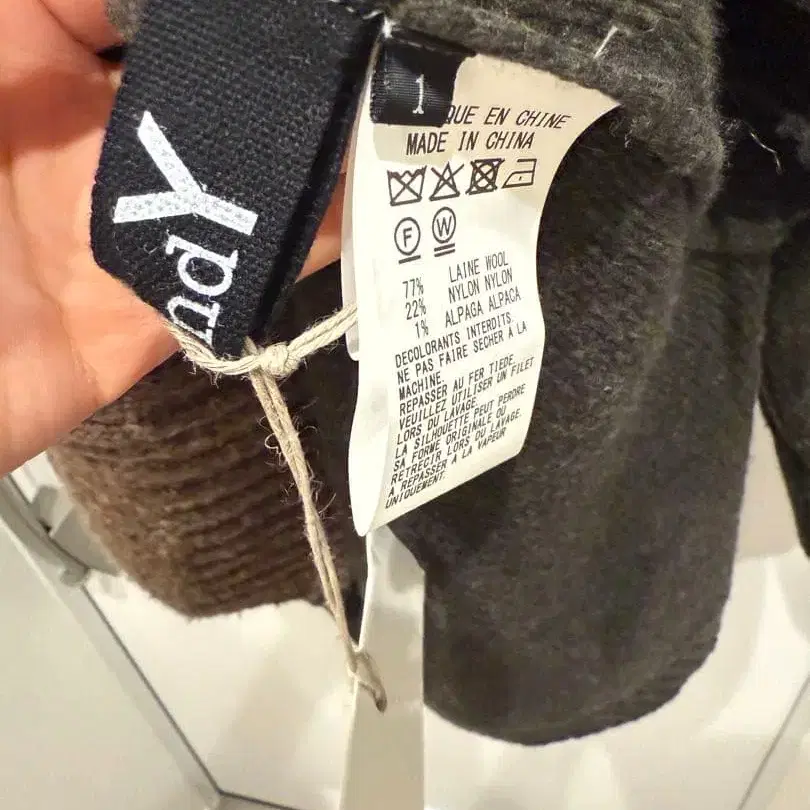 ndY
1
QUE EN CHINE
MADE IN CHINA
F W
77% LAINE WOOL
22% NYLON NYLON
1% ALPAGA ALPACA
DECOLORANTS INTERDITS.
NE PAS FAIRE SECHER A LA
MACHINE.
REPASSER AU FER TIEDE.
VEUILLEZ UTILISER UN FILET
LORS DU LAVAGE.
LA SILHOUETTE PEUT PERDRE
SA FORME ORIGINALE OU
RETRECIR LORS DU LAVAGE.
A REPASSER A LA VAPEUR
UNIQUEMENT.